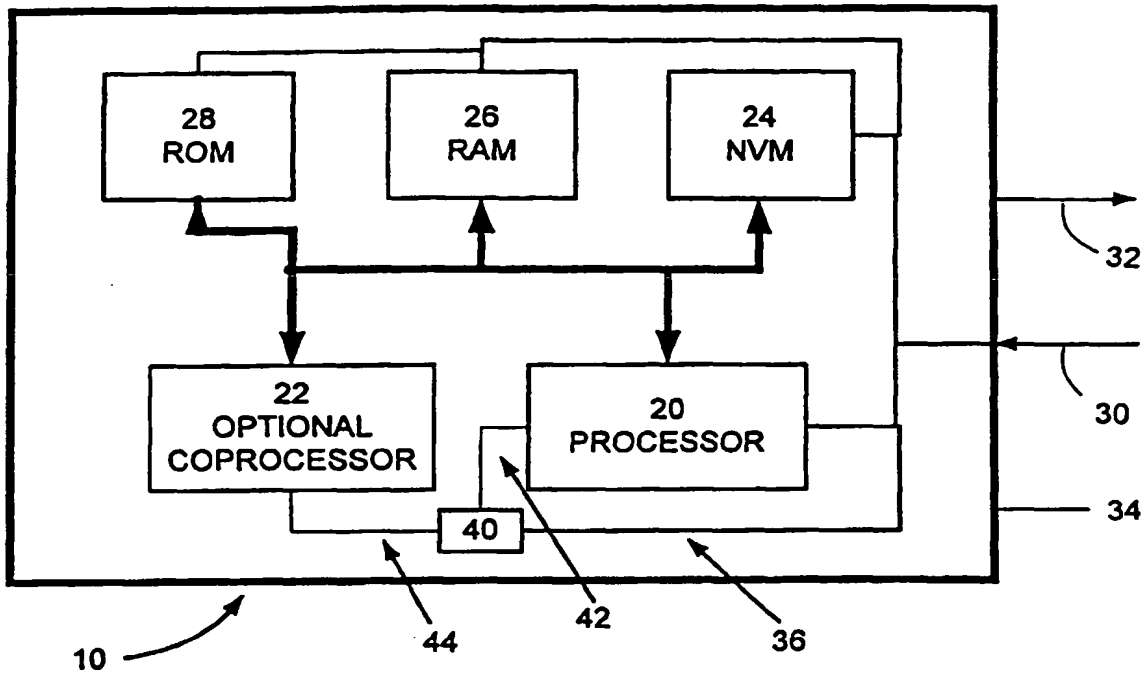 28
ROM
26
RAM
24
NVM
32
30
22
OPTIONAL
COPROCESSOR
20
PROCESSOR
34
40
42
44
36
10